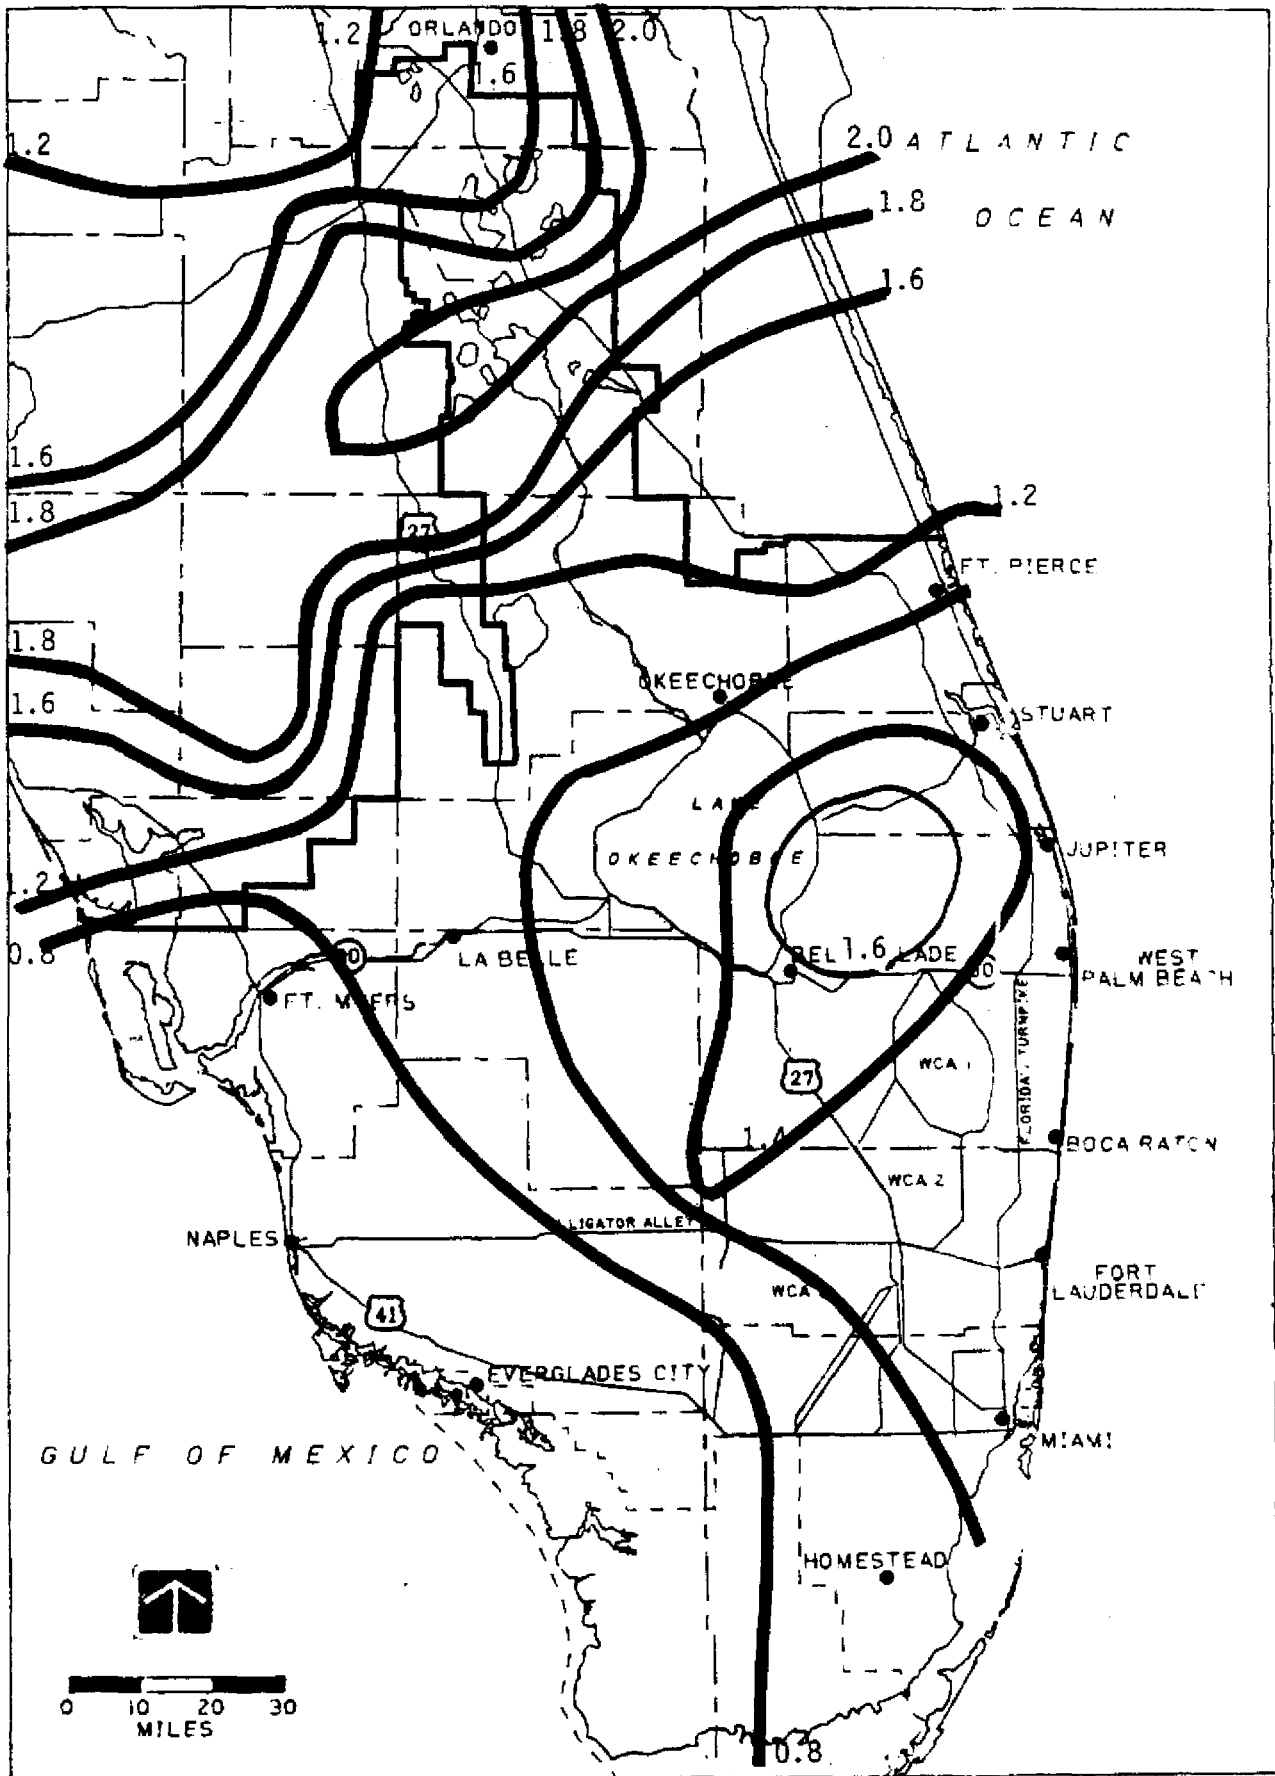 1.2
ORLANDO
1.8
2.0
1.6
1.2
2.0
ATLANTIC
1.8
OCEAN
1.6
1.6
1.8
1.2
27
FT. PIERCE
1.8
OKEECHOBEE
1.6
STUART
LAKE
OKEECHOBEE
JUPITER
1.2
0.8
LA BELLE
1.6
WEST
PALM BEACH
FT. MYERS
WCA 1
27
FLORIDA TURNPIKE
1.4
BOCA RATON
WCA 2
LIGATOR ALLEY
NAPLES
WCA
FORT
LAUDERDALE
41
EVERGLADES CITY
GULF OF MEXICO
MIAMI
HOMESTEAD
0 10 20 30
MILES
0.8